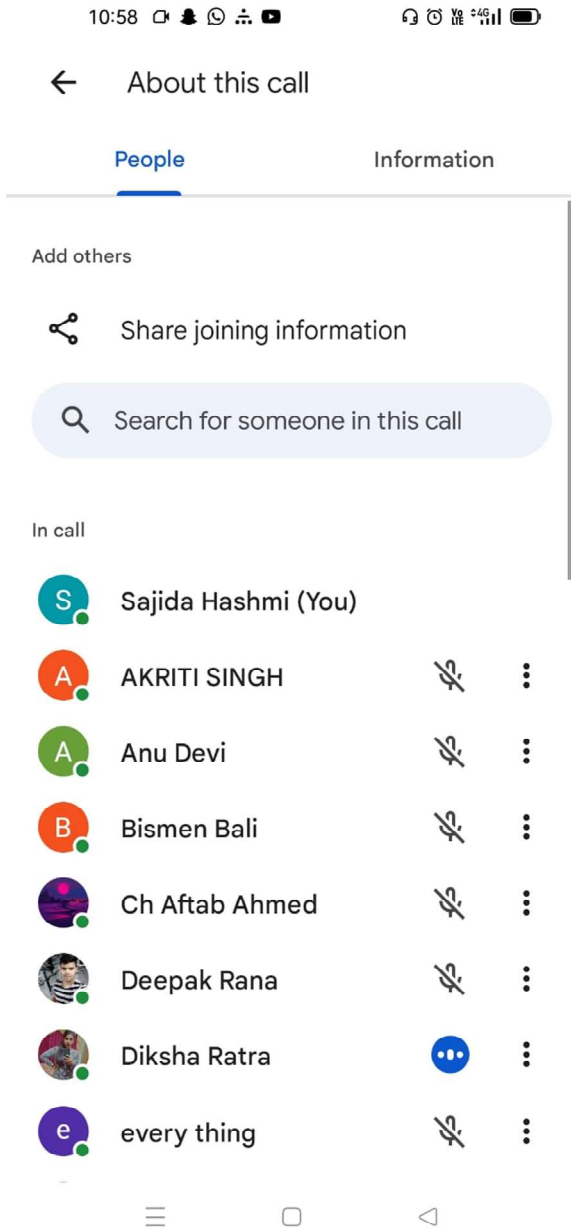 10:58
4G
About this call
People Information
Add others
Share joining information
Search for someone in this call
In call
S Sajida Hashmi (You)
A AKRITI SINGH
A Anu Devi
B Bismen Bali
Ch Aftab Ahmed
Deepak Rana
Diksha Ratra
e every thing